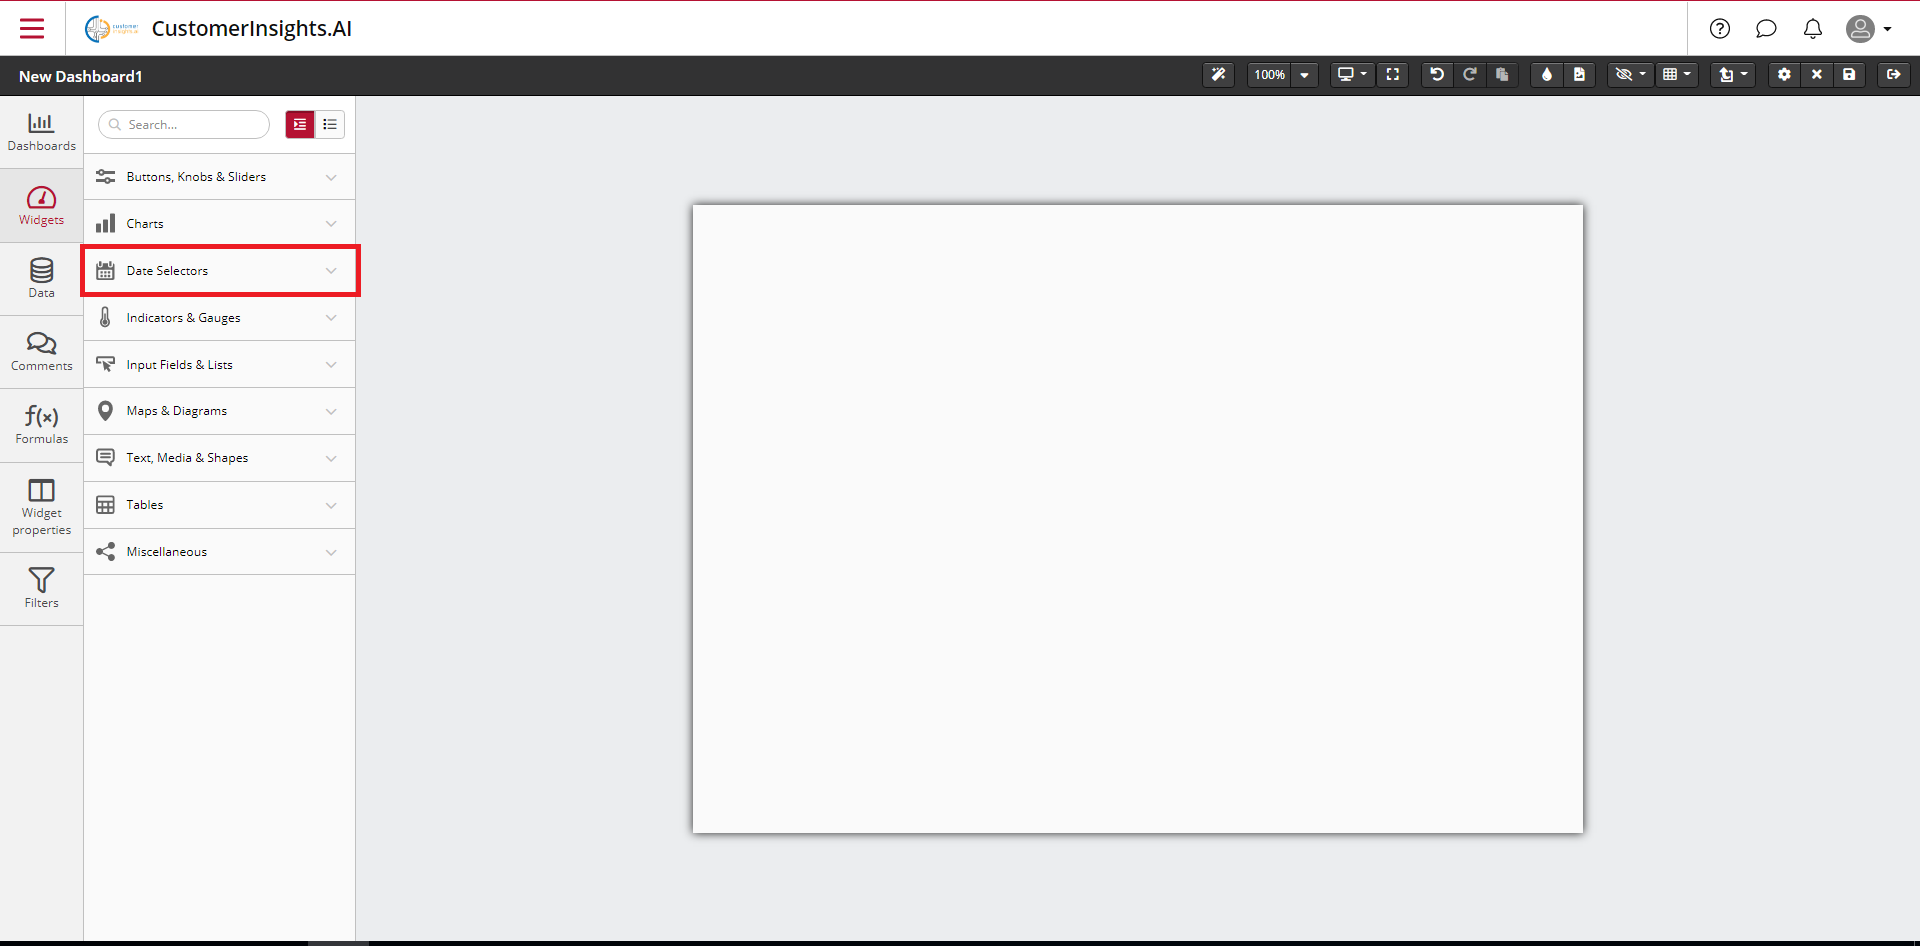 CustomerInsights.AI
New Dashboard1
100%
Dashboards
Widgets
Data
Comments
f(x)
Formulas
Widget
properties
Filters
Search...
Buttons, Knobs & Sliders
Charts
Date Selectors
Indicators & Gauges
Input Fields & Lists
Maps & Diagrams
Text, Media & Shapes
Tables
Miscellaneous